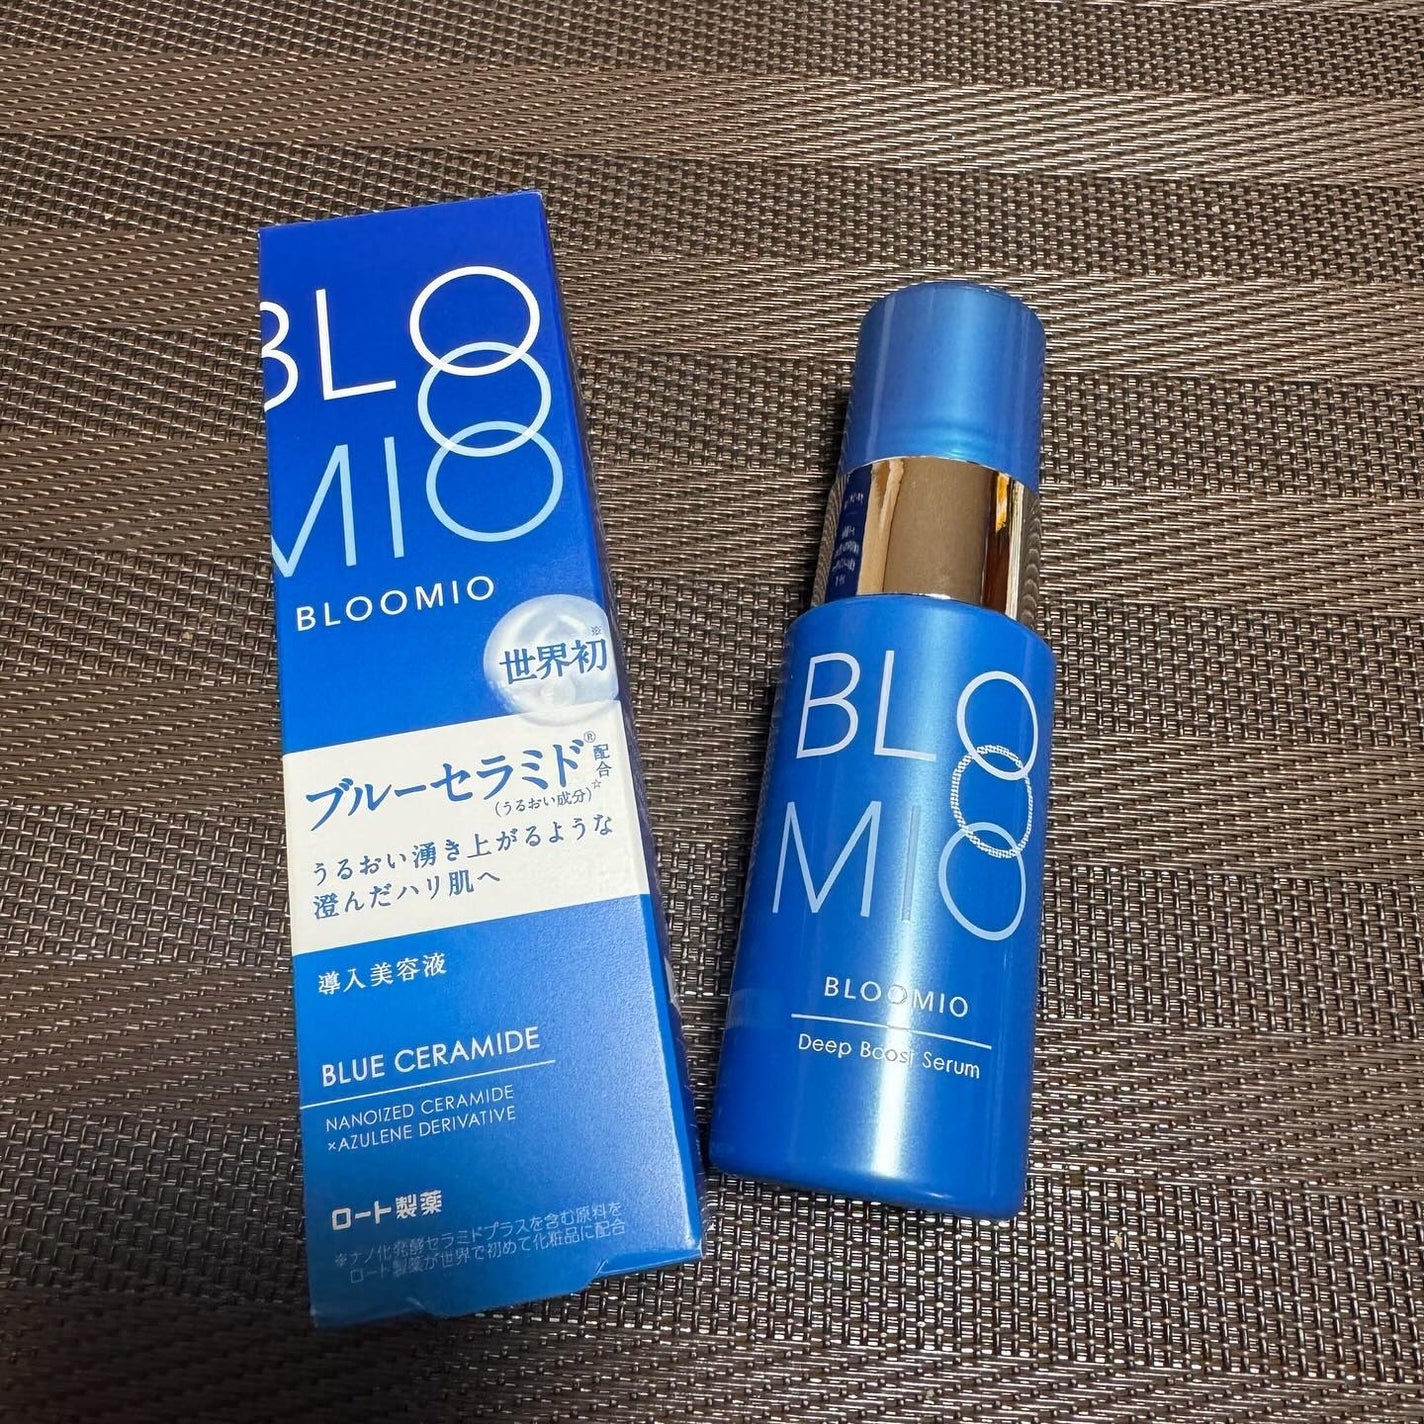 BLO
MIO
BLOOMIO
世界初※
ブルーセラミド®配合☆
(うるおい成分)
うるおい湧き上がるような
澄んだハリ肌へ
導入美容液
BLUE CERAMIDE
NANOIZED CERAMIDE
×AZULENE DERIVATIVE
ロート製薬
※ナノ化発酵セラミドプラスを含む原料を
ロート製薬が世界で初めて化粧品に配合
BLO
MIO
BLOOMIO
Deep Boost Serum